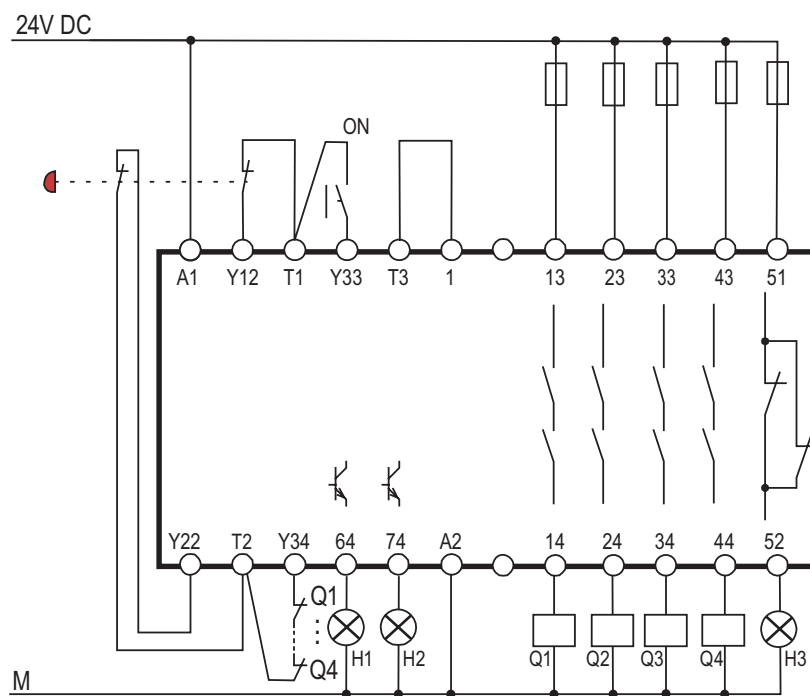 24V DC
ON
A1 Y12 T1 Y33 T3 1 13 23 33 43 51
Y22 T2 Y34 64 74 A2 14 24 34 44 52
Q1
H1 H2 Q1 Q2 Q3 Q4 H3
Q4
M